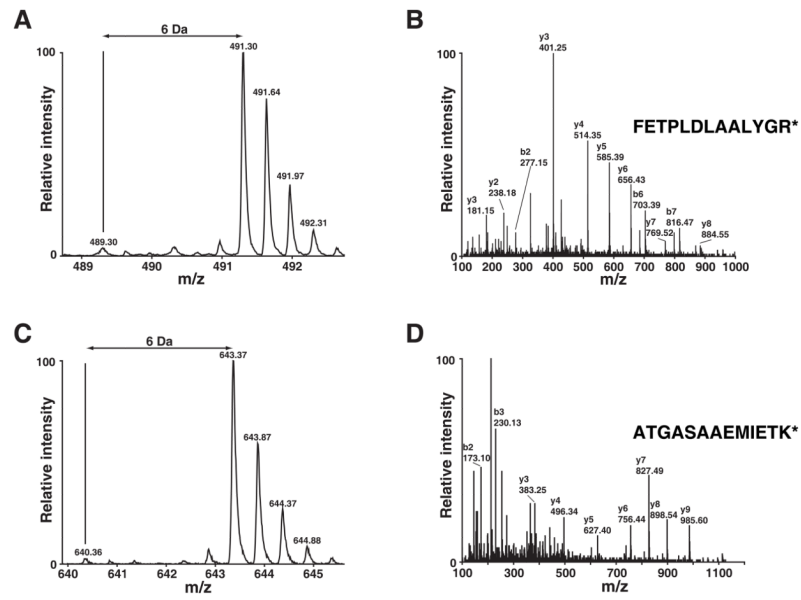 A
6 Da
491.30
100
491.64
491.97
492.31
489.30
0
489 490 491 492
m/z
Relative intensity
B
y3
401.25
100
FETPLDLAALYGR*
y4
514.35
b2
277.15
y5
585.39
y6
656.43
y2
238.18
b6
703.39
y3
181.15
b7
816.47
y7
769.52
y8
884.55
0
100 200 300 400 500 600 700 800 900 1000
m/z
Relative intensity
C
6 Da
643.37
100
643.87
644.37
644.88
640.36
0
640 641 642 643 644 645
m/z
Relative intensity
D
100
ATGASAAEMIETK*
b3
230.13
b2
173.10
y7
827.49
y3
383.25
y4
496.34
y6
756.44
y8
898.54
y9
985.60
y5
627.40
0
100 300 500 700 900 1100
m/z
Relative intensity